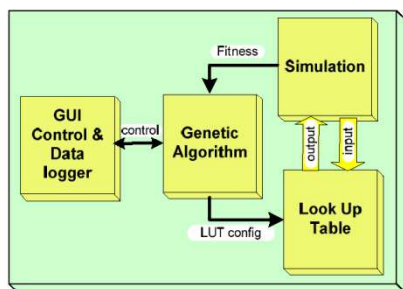 Fitness
Simulation
GUI
Control &
Data
logger
control
Genetic
Algorithm
output
input
Look Up
Table
LUT config